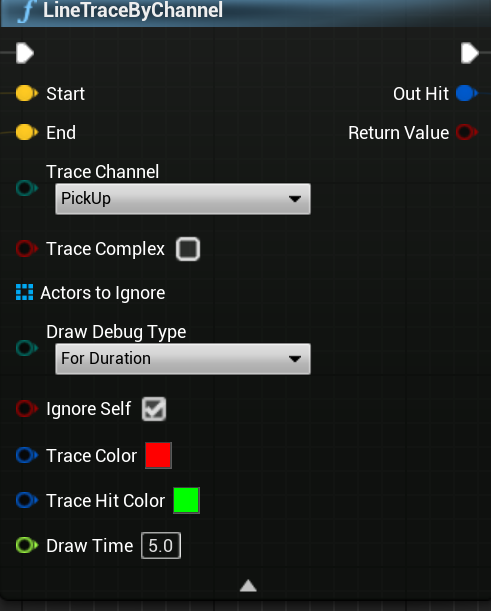 LineTraceByChannel
Start
Out Hit
End
Return Value
Trace Channel
PickUp
Trace Complex
Actors to Ignore
Draw Debug Type
For Duration
Ignore Self
Trace Color
Trace Hit Color
Draw Time 5.0